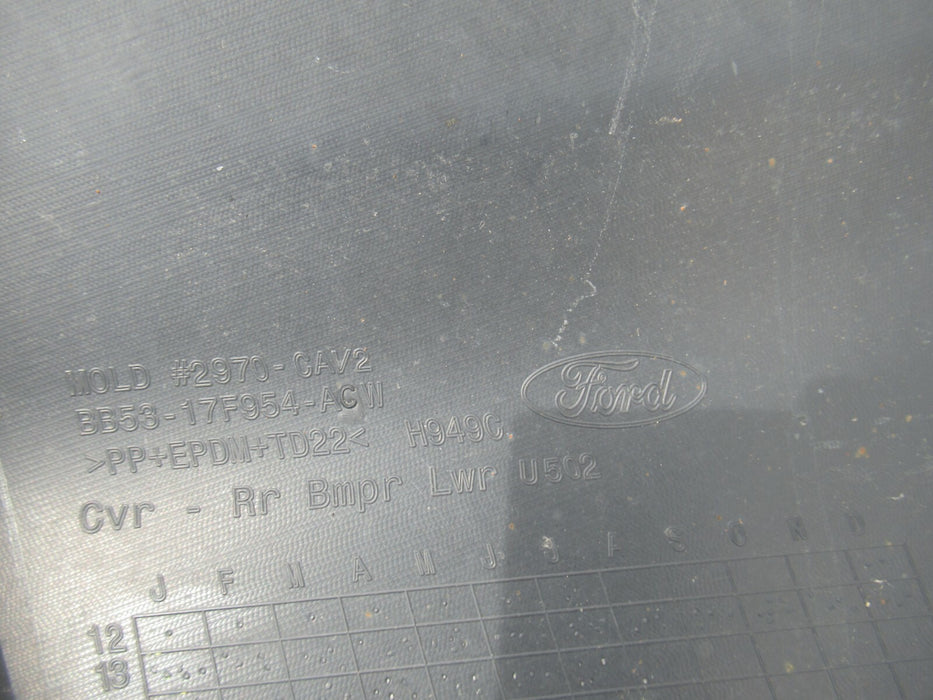 MOLD #2970-CAV2
BB53-17F954-ACW
>PP+EPDM+TD22< H949C
Ford
Cvr - Rr Bmpr Lwr U502
J F M A M J J A S O N D
12
13